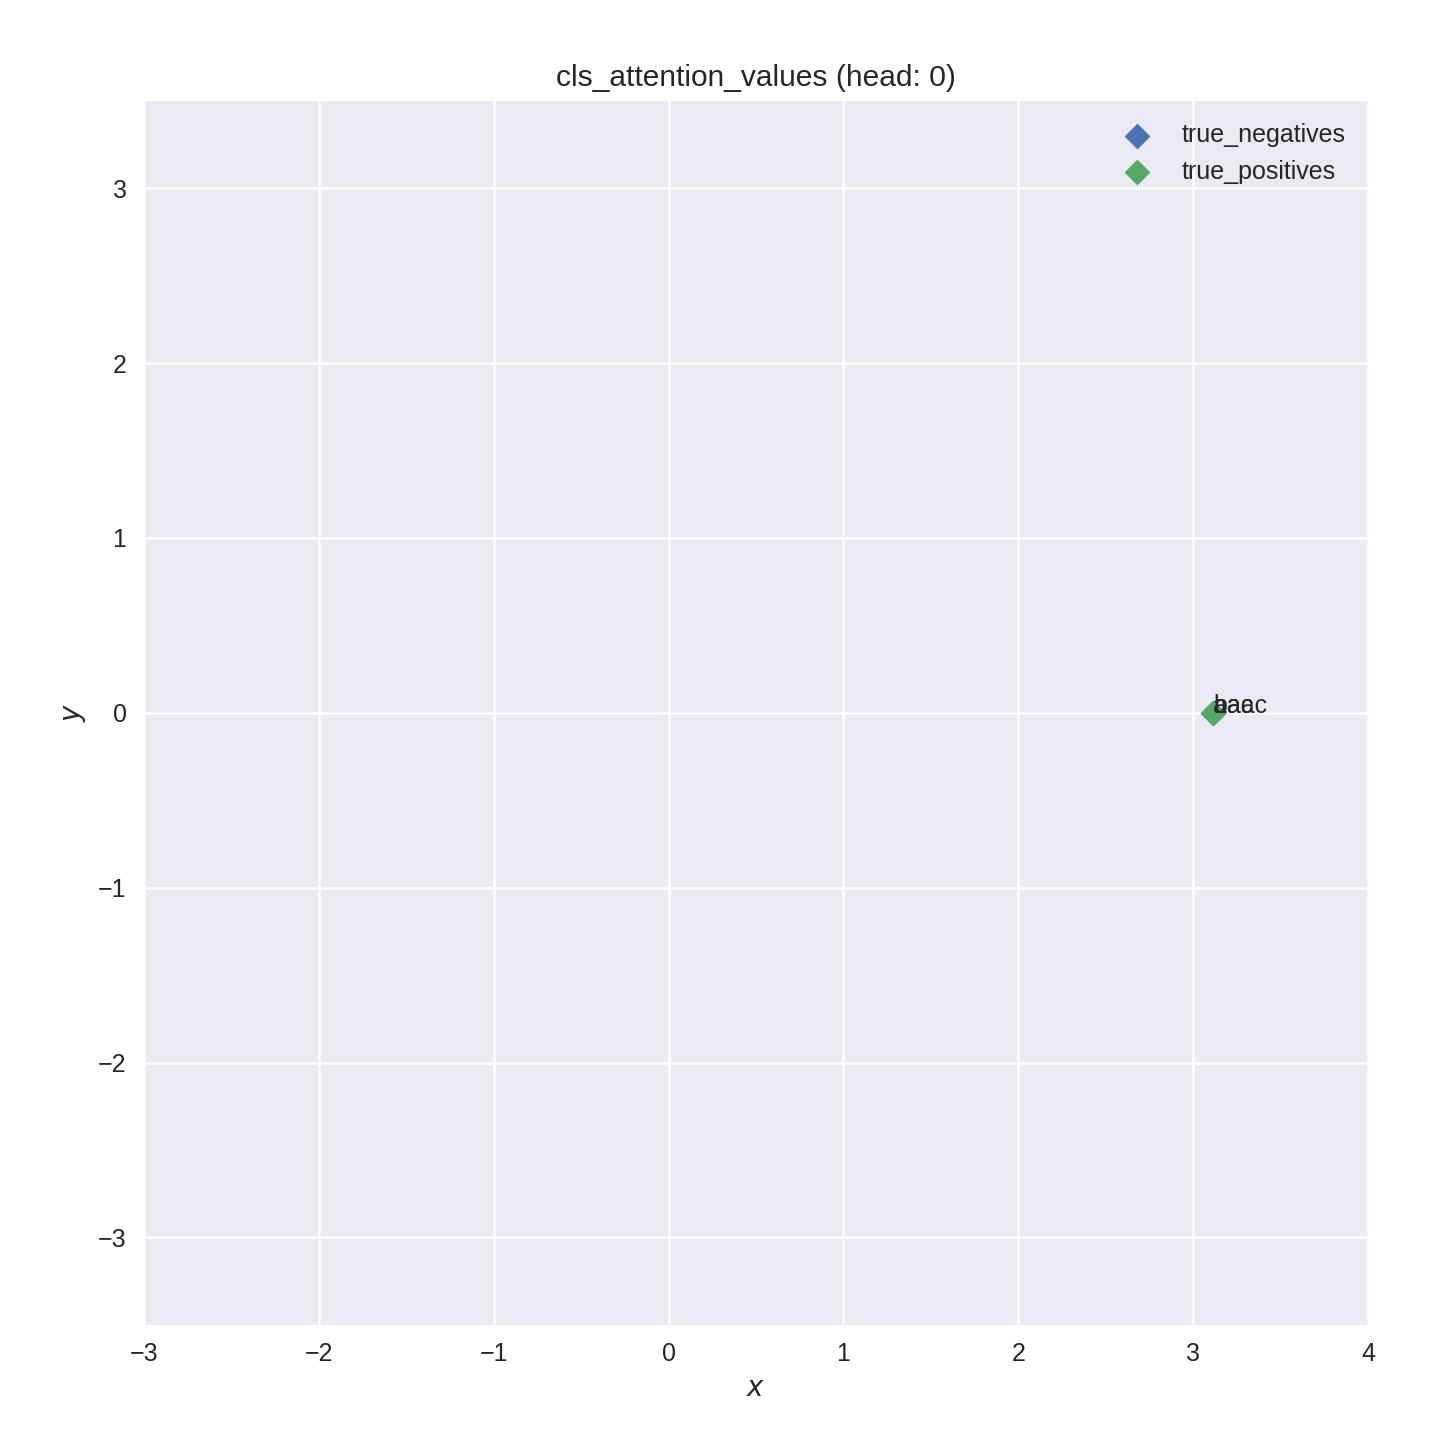 cls_attention_values (head: 0)
true_negatives
true_positives
3
2
1
0
−1
−2
−3
y
−3 −2 −1 0 1 2 3 4
x